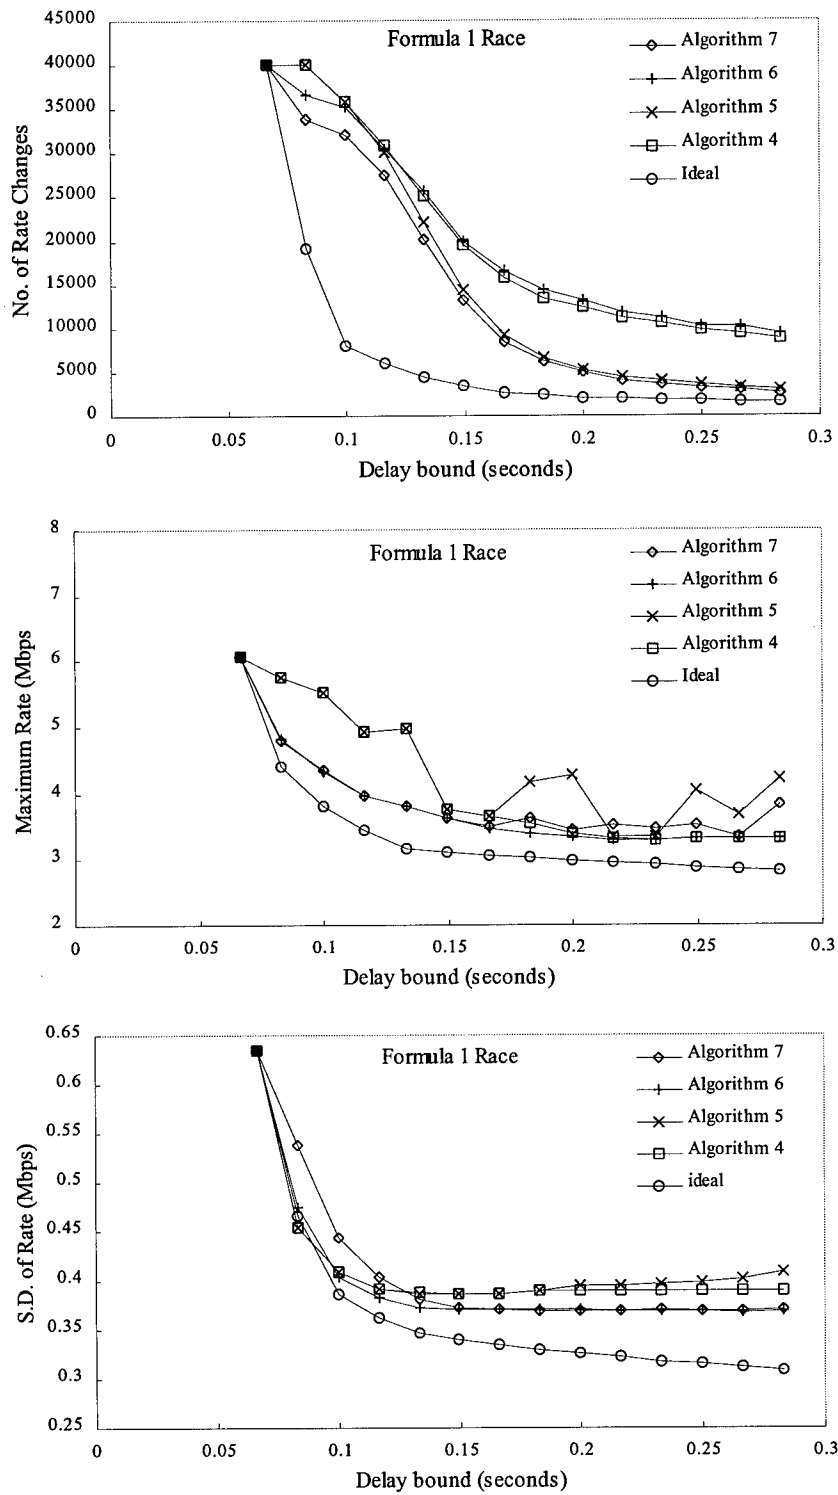 Formula 1 Race
Algorithm 7
Algorithm 6
Algorithm 5
Algorithm 4
Ideal
No. of Rate Changes
45000
40000
35000
30000
25000
20000
15000
10000
5000
0
0
0.05
0.1
0.15
0.2
0.25
0.3
Delay bound (seconds)
Formula 1 Race
Algorithm 7
Algorithm 6
Algorithm 5
Algorithm 4
Ideal
Maximum Rate (Mbps
8
7
6
5
4
3
2
0
0.05
0.1
0.15
0.2
0.25
0.3
Delay bound (seconds)
Formula 1 Race
Algorithm 7
Algorithm 6
Algorithm 5
Algorithm 4
ideal
S.D. of Rate (Mbps)
0.65
0.6
0.55
0.5
0.45
0.4
0.35
0.3
0.25
0
0.05
0.1
0.15
0.2
0.25
0.3
Delay bound (seconds)